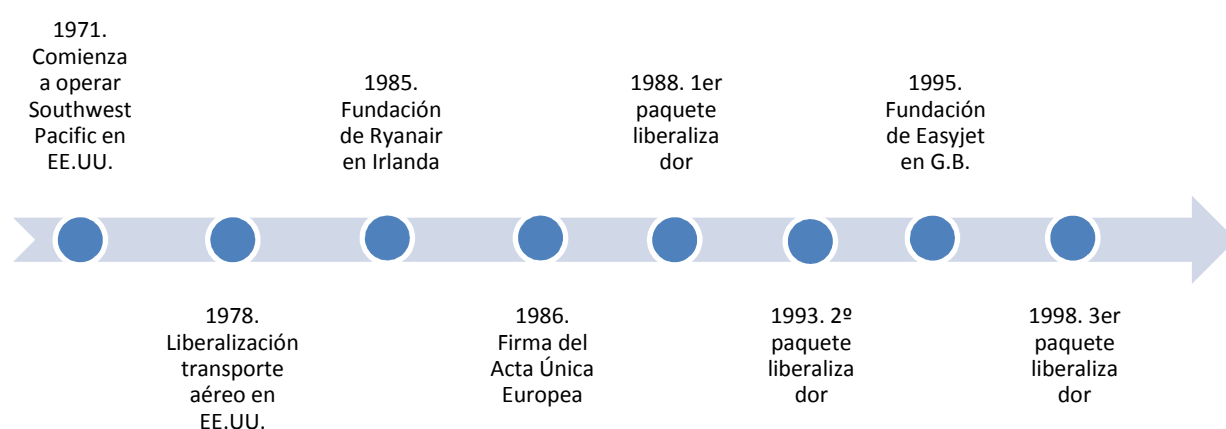 1971.
Comienza
a operar
Southwest
Pacific en
EE.UU.
1978.
Liberalización
transporte
aéreo en
EE.UU.
1985.
Fundación
de Ryanair
en Irlanda
1986.
Firma del
Acta Única
Europea
1988. 1er
paquete
liberaliza
dor
1993. 2º
paquete
liberaliza
dor
1995.
Fundación
de Easyjet
en G.B.
1998. 3er
paquete
liberaliza
dor